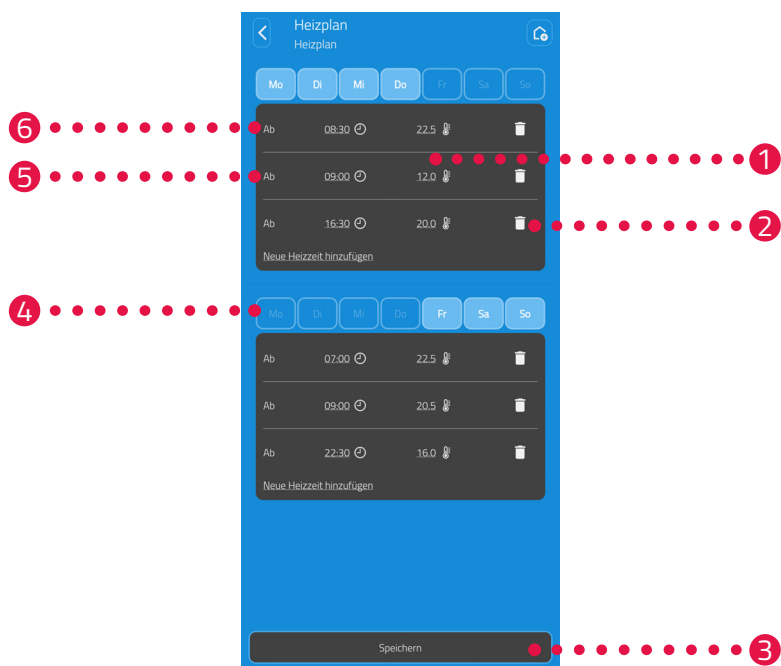 Heizplan
Heizplan
Mo Di Mi Do Fr Sa So
6 Ab 08:30 22.5
1
5 Ab 09:00 12.0
Ab 16:30 20.0 2
Neue Heizzeit hinzufügen
4 Mo Di Mi Do Fr Sa So
Ab 07:00 22.5
Ab 09:00 20.5
Ab 22:30 16.0
Neue Heizzeit hinzufügen
Speichern 3